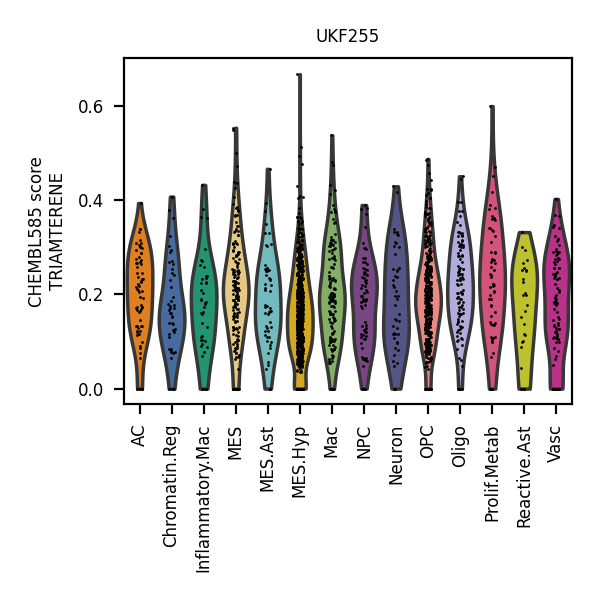 UKF255
CHEMBL585 score
TRIAMTERENE
0.6
0.4
0.2
0.0
AC
Chromatin.Reg
Inflammatory.Mac
MES
MES.Ast
MES.Hyp
Mac
NPC
Neuron
OPC
Oligo
Prolif.Metab
Reactive.Ast
Vasc